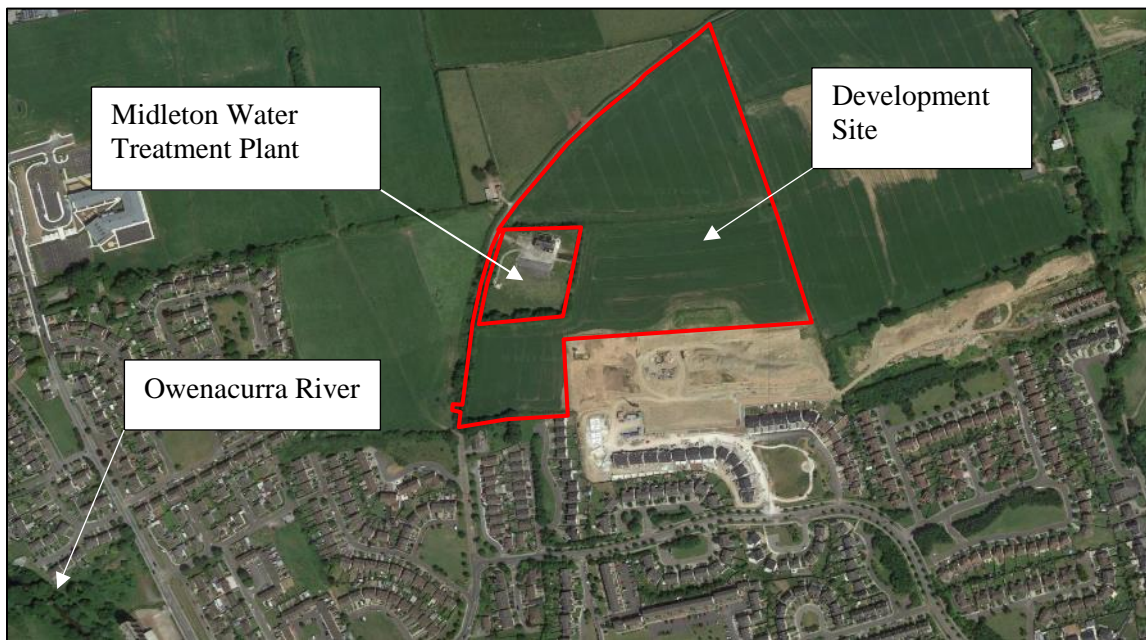 Midleton Water
Treatment Plant
Development
Site
Owenacurra River